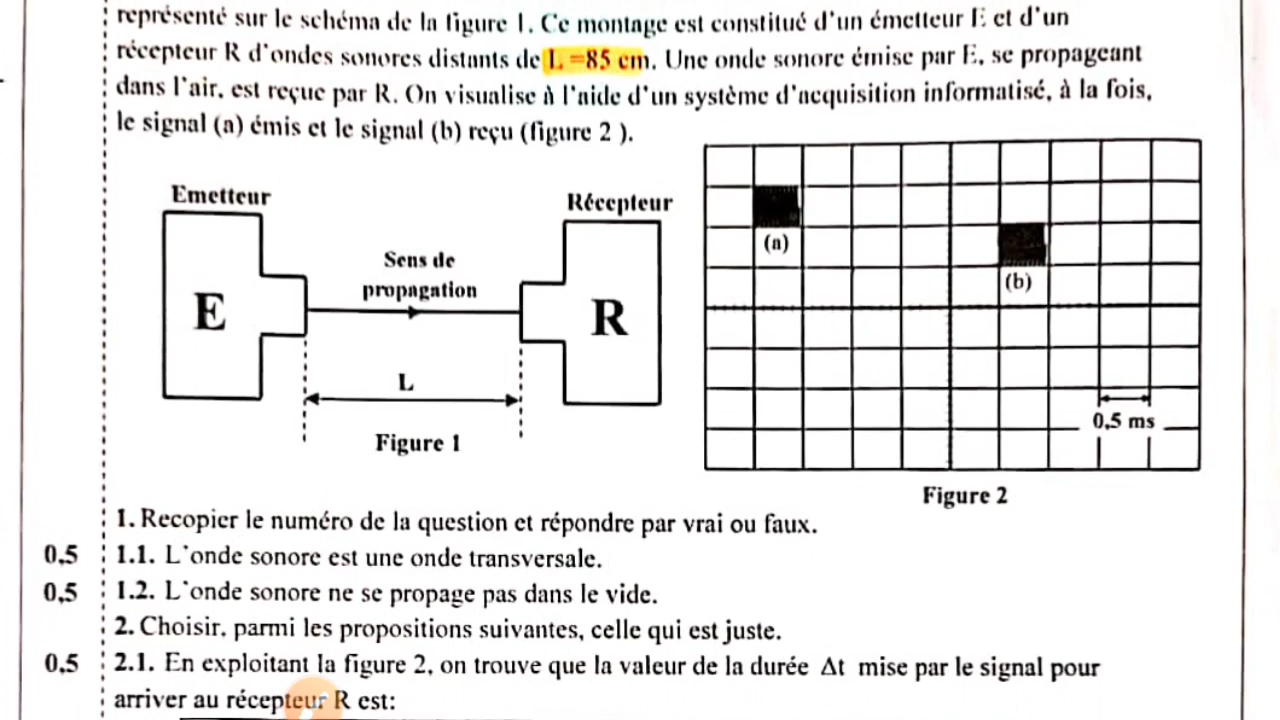 représenté sur le schéma de la figure 1. Ce montage est constitué d'un émetteur E et d'un
récepteur R d'ondes sonores distants de L =85 cm. Une onde sonore émise par E, se propageant
dans l'air, est reçue par R. On visualise à l'aide d'un système d'acquisition informatisé, à la fois,
le signal (a) émis et le signal (b) reçu (figure 2 ).
Emetteur
Récepteur
(a)
Sens de
propagation
(b)
E
R
L
0,5 ms
Figure 1
Figure 2
1. Recopier le numéro de la question et répondre par vrai ou faux.
0,5 1.1. L'onde sonore est une onde transversale.
0,5 1.2. L'onde sonore ne se propage pas dans le vide.
2. Choisir, parmi les propositions suivantes, celle qui est juste.
0,5 2.1. En exploitant la figure 2, on trouve que la valeur de la durée Δt mise par le signal pour
arriver au récepteur R est: